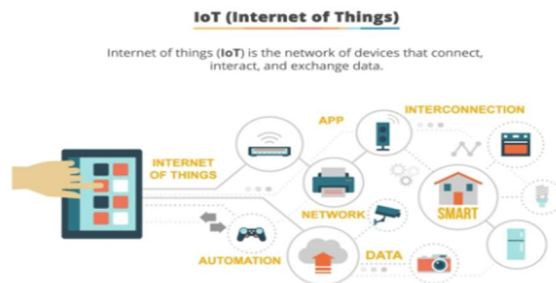 IoT (Internet of Things)
Internet of things (IoT) is the network of devices that connect,
interact, and exchange data.
INTERCONNECTION
APP
INTERNET
OF THINGS
SMART
NETWORK
DATA
AUTOMATION